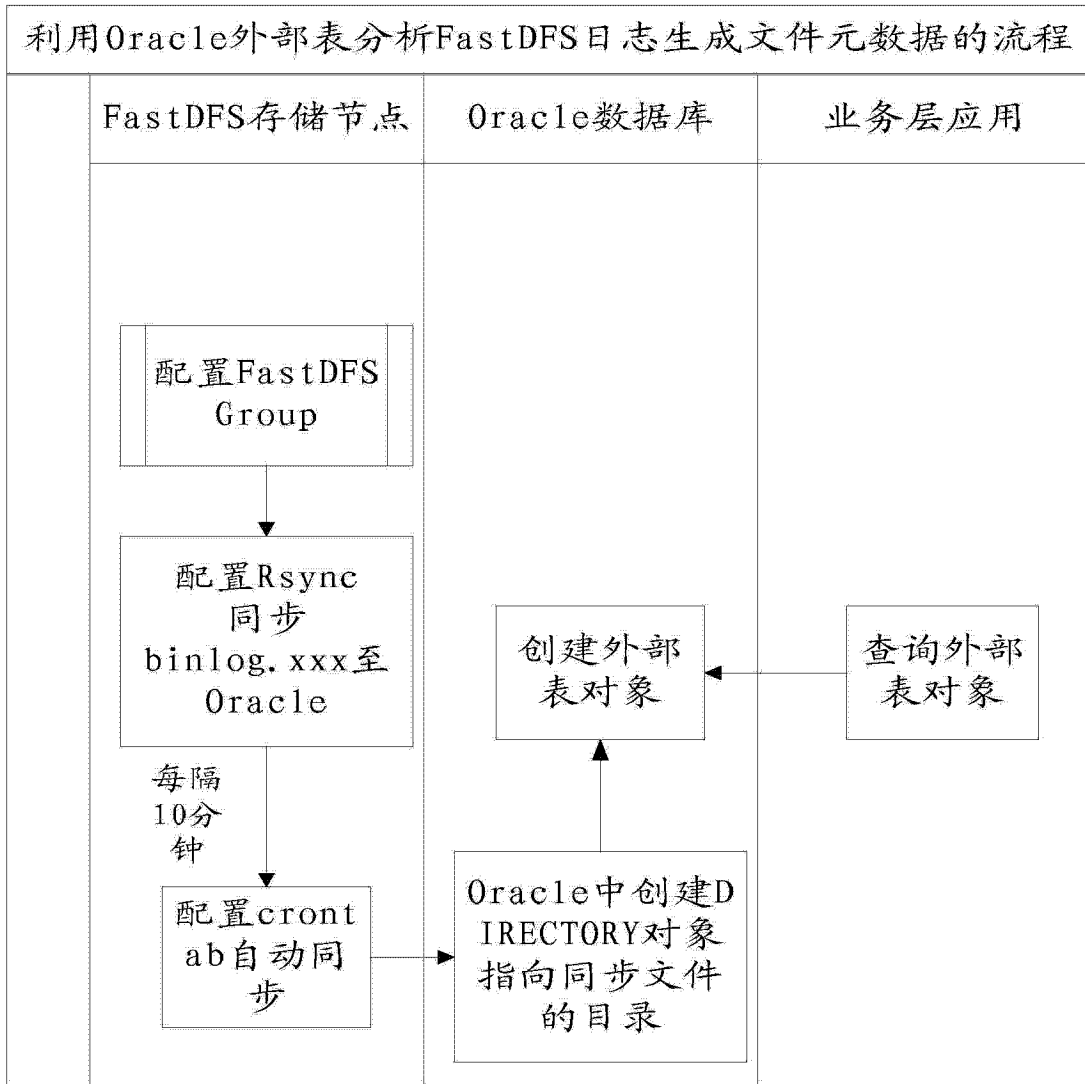 利用Oracle外部表分析FastDFS日志生成文件元数据的流程
FastDFS存储节点
Oracle数据库
业务层应用
配置FastDFS
Group
配置Rsync
同步
binlog.xxx至
Oracle
每隔
10分
钟
配置cront
ab自动同
步
Oracle中创建D
IRECTORY对象
指向同步文件
的目录
创建外部
表对象
查询外部
表对象